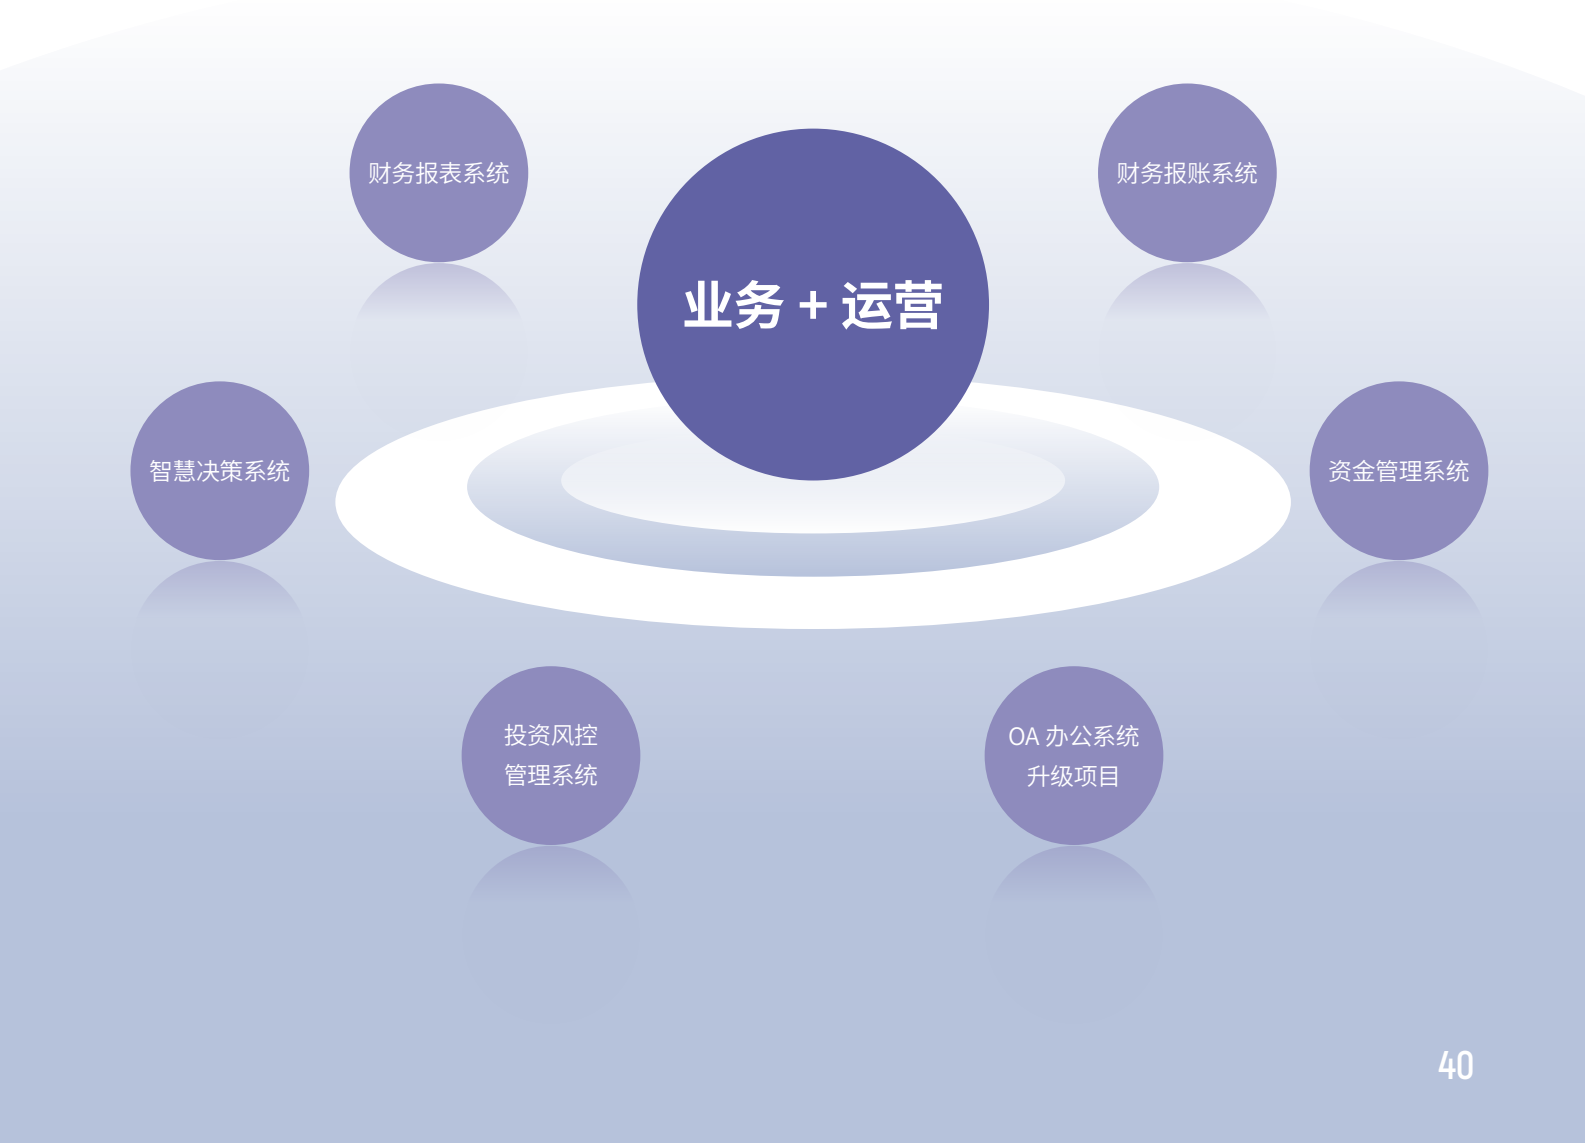 财务报表系统
财务报账系统
业务 + 运营
智慧决策系统
资金管理系统
投资风控
管理系统
OA 办公系统
升级项目
40